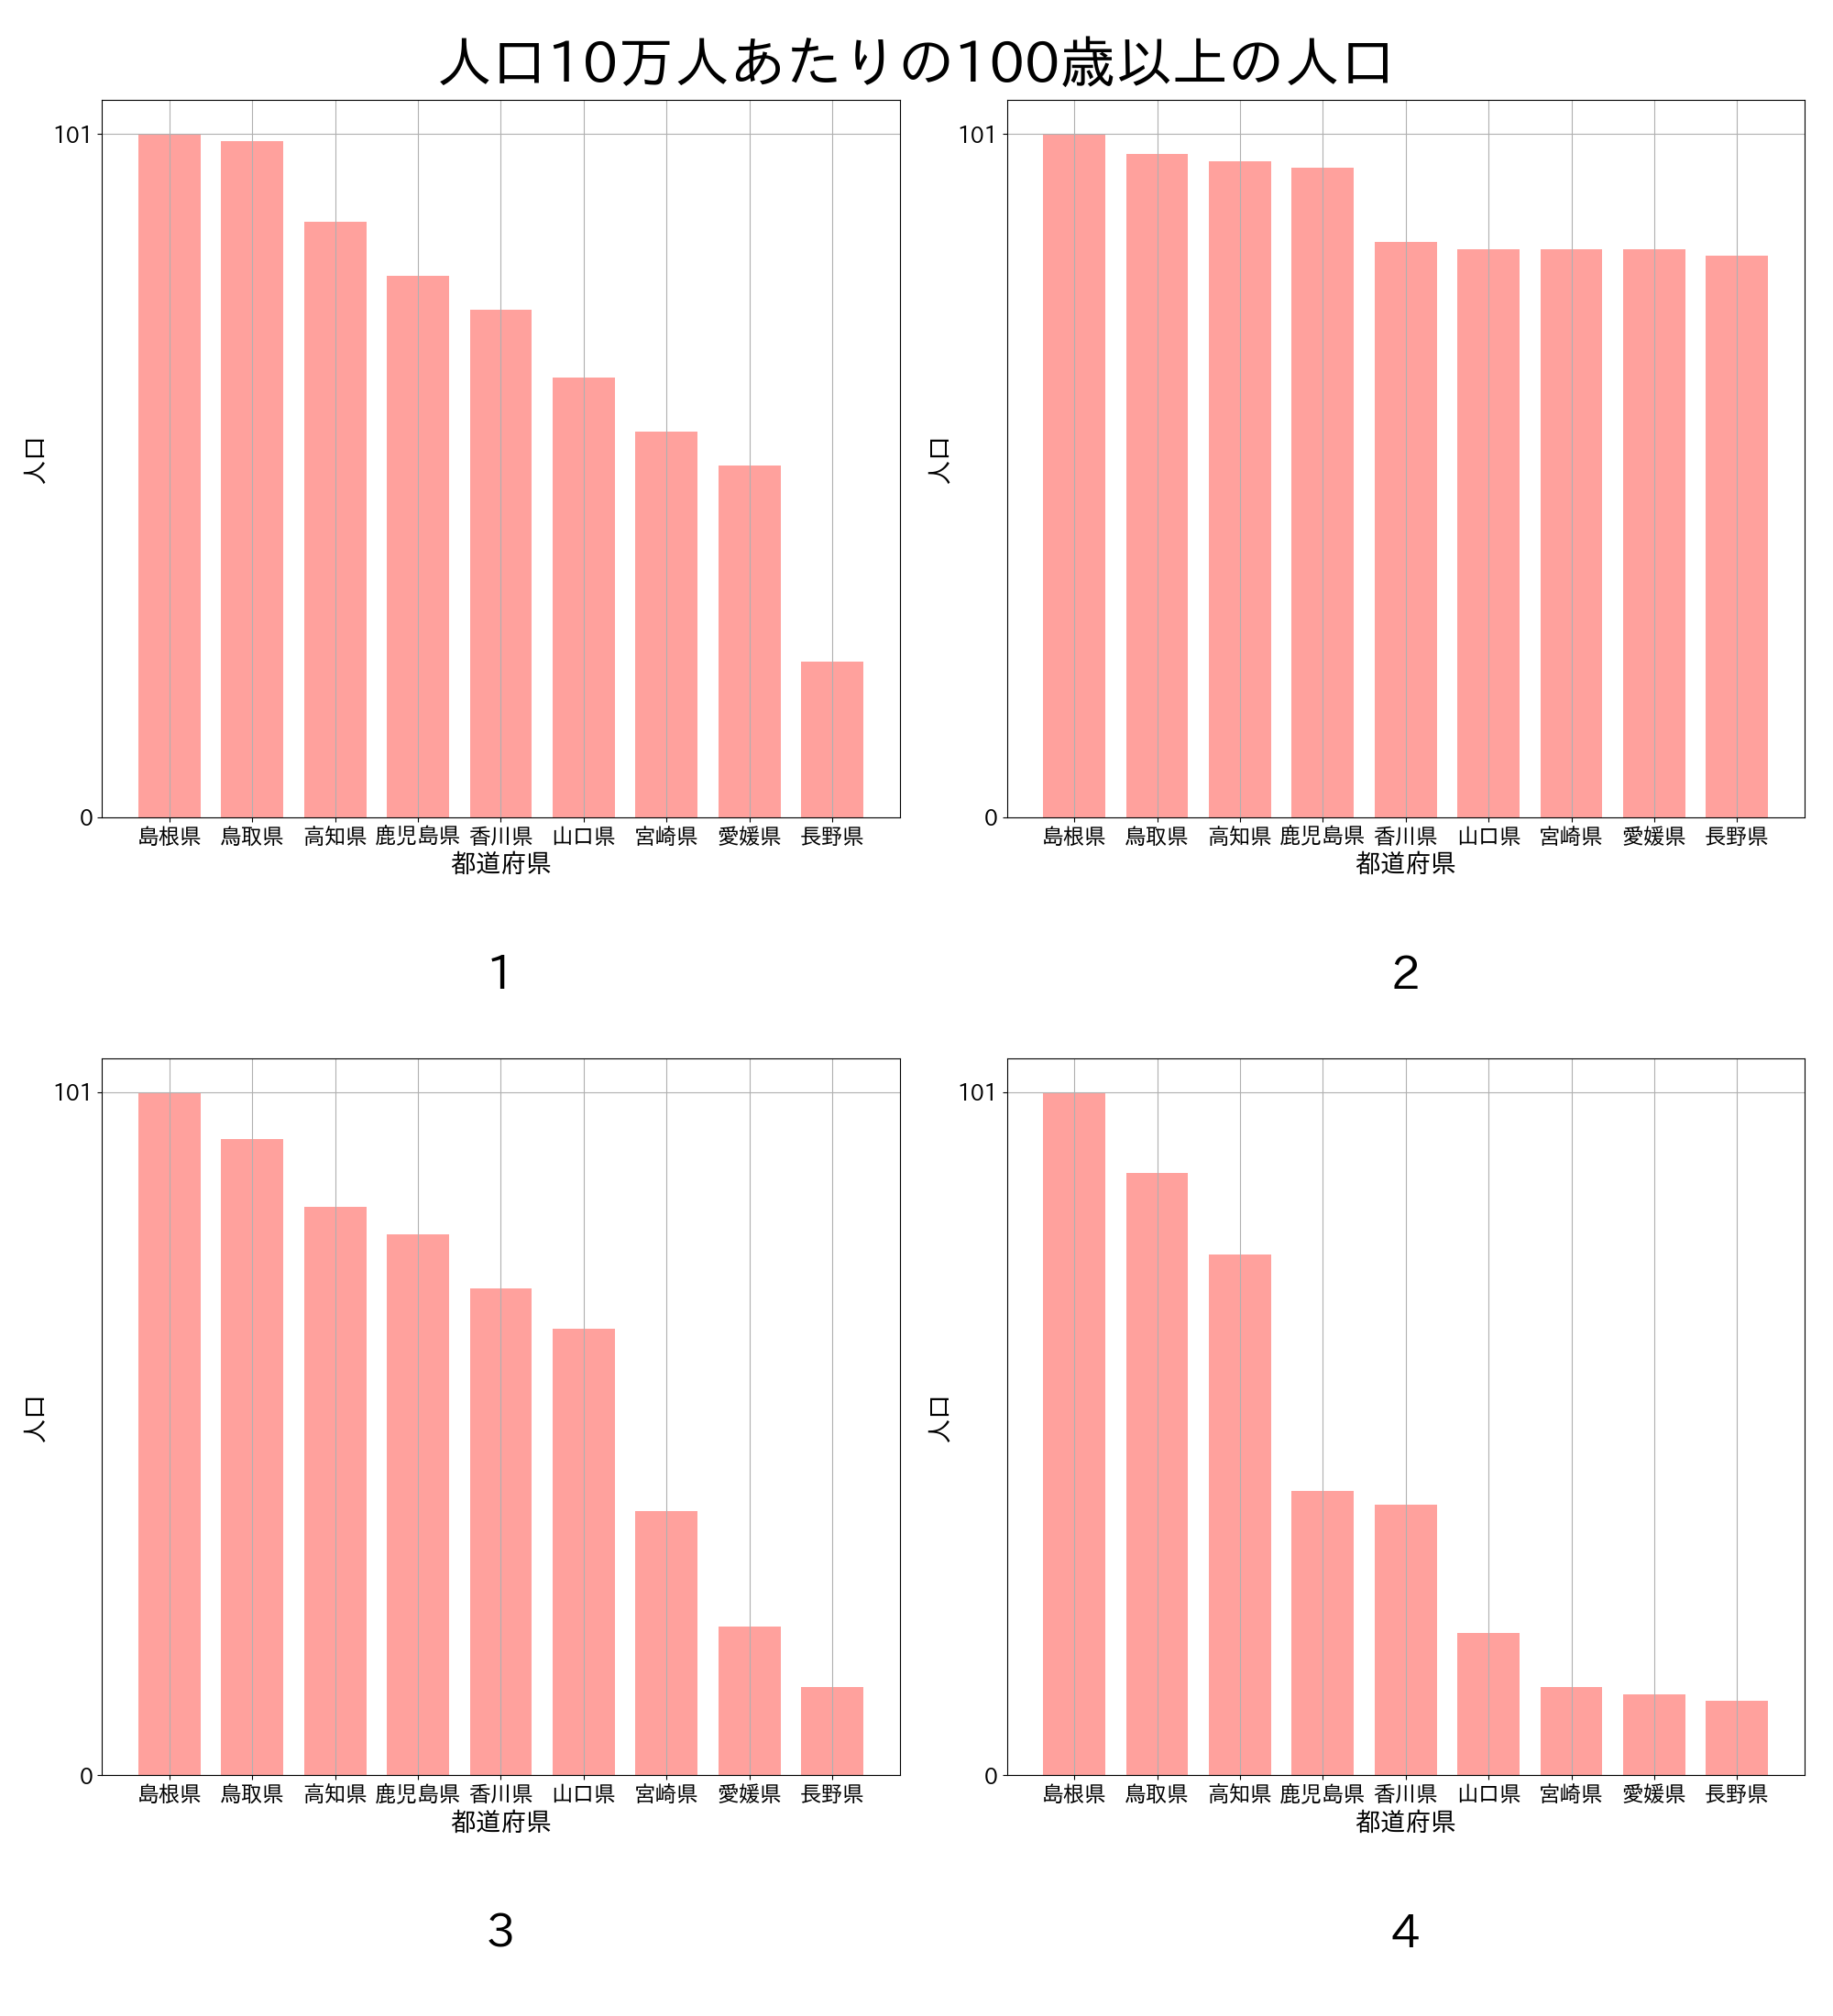 人口10万人あたりの100歳以上の人口
101
0
人口
島根県 鳥取県 高知県 鹿児島県 香川県 山口県 宮崎県 愛媛県 長野県
都道府県
1
101
0
人口
島根県 鳥取県 高知県 鹿児島県 香川県 山口県 宮崎県 愛媛県 長野県
都道府県
2
101
0
人口
島根県 鳥取県 高知県 鹿児島県 香川県 山口県 宮崎県 愛媛県 長野県
都道府県
3
101
0
人口
島根県 鳥取県 高知県 鹿児島県 香川県 山口県 宮崎県 愛媛県 長野県
都道府県
4